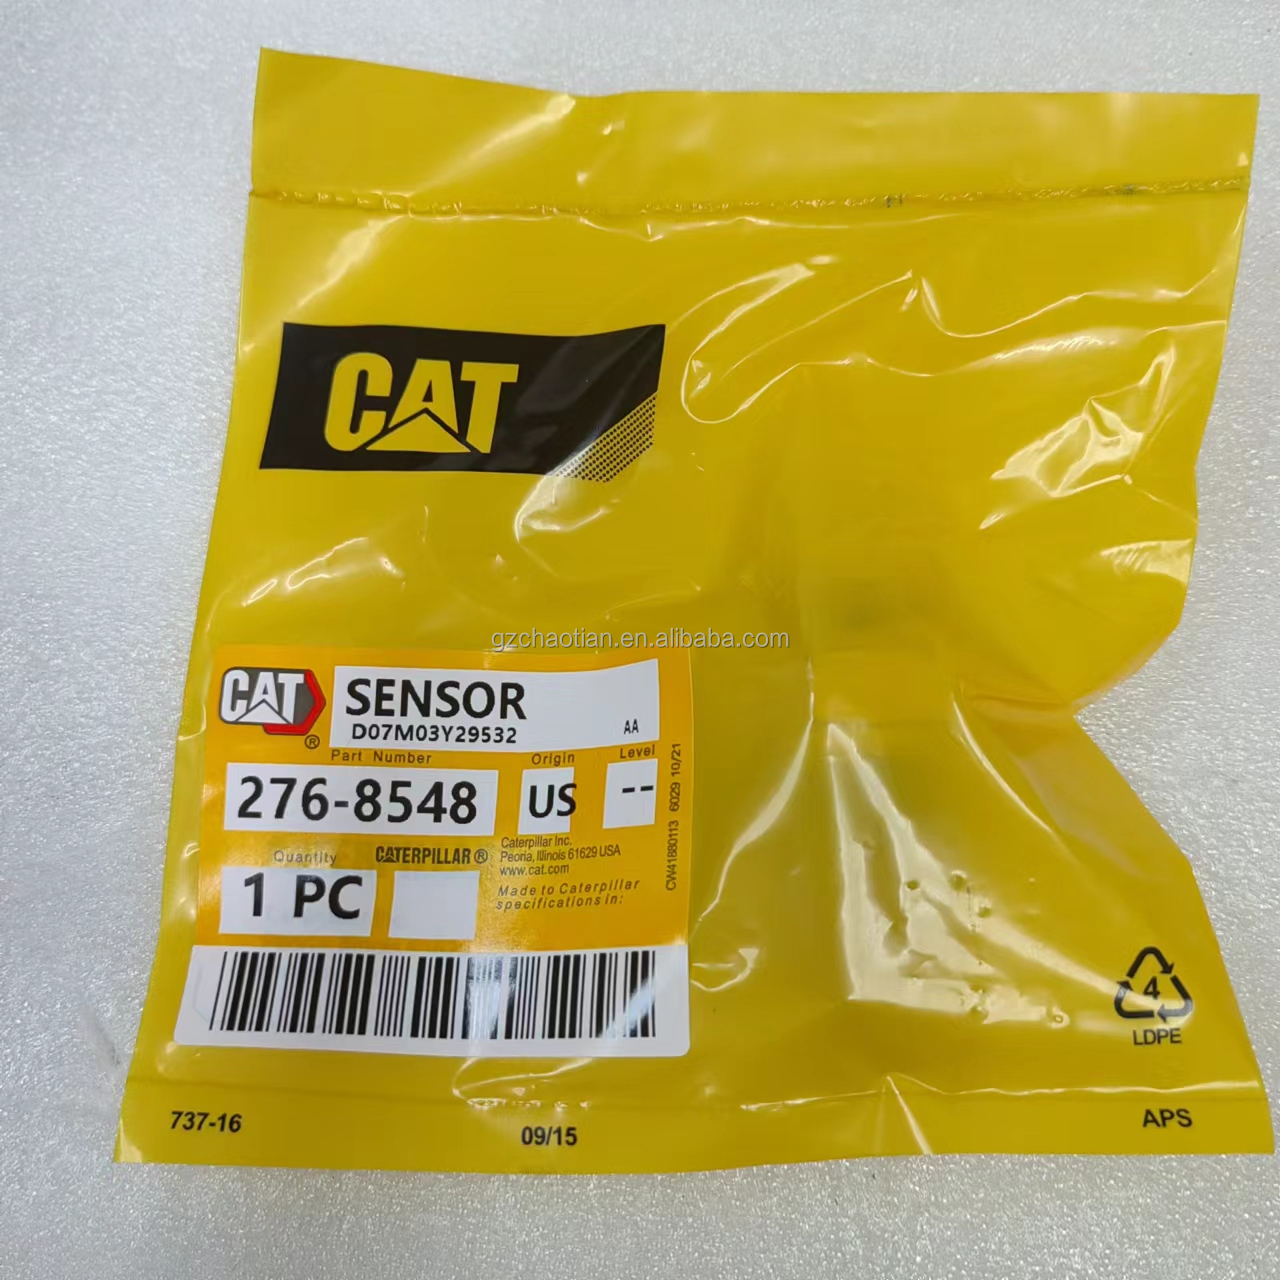 CAT
gzchaotian.en.alibaba.com
CAT
®
SENSOR
D07M03Y29532
AA
Part Number
Origin
Level
276-8548
US
--
Quantity
CATERPILLAR®
Caterpillar Inc.
Peoria, Illinois 61629 USA
www.cat.com
1 PC
Made to Caterpillar
specifications in:
CW41880113 6029 10/21
4
LDPE
737-16
09/15
APS